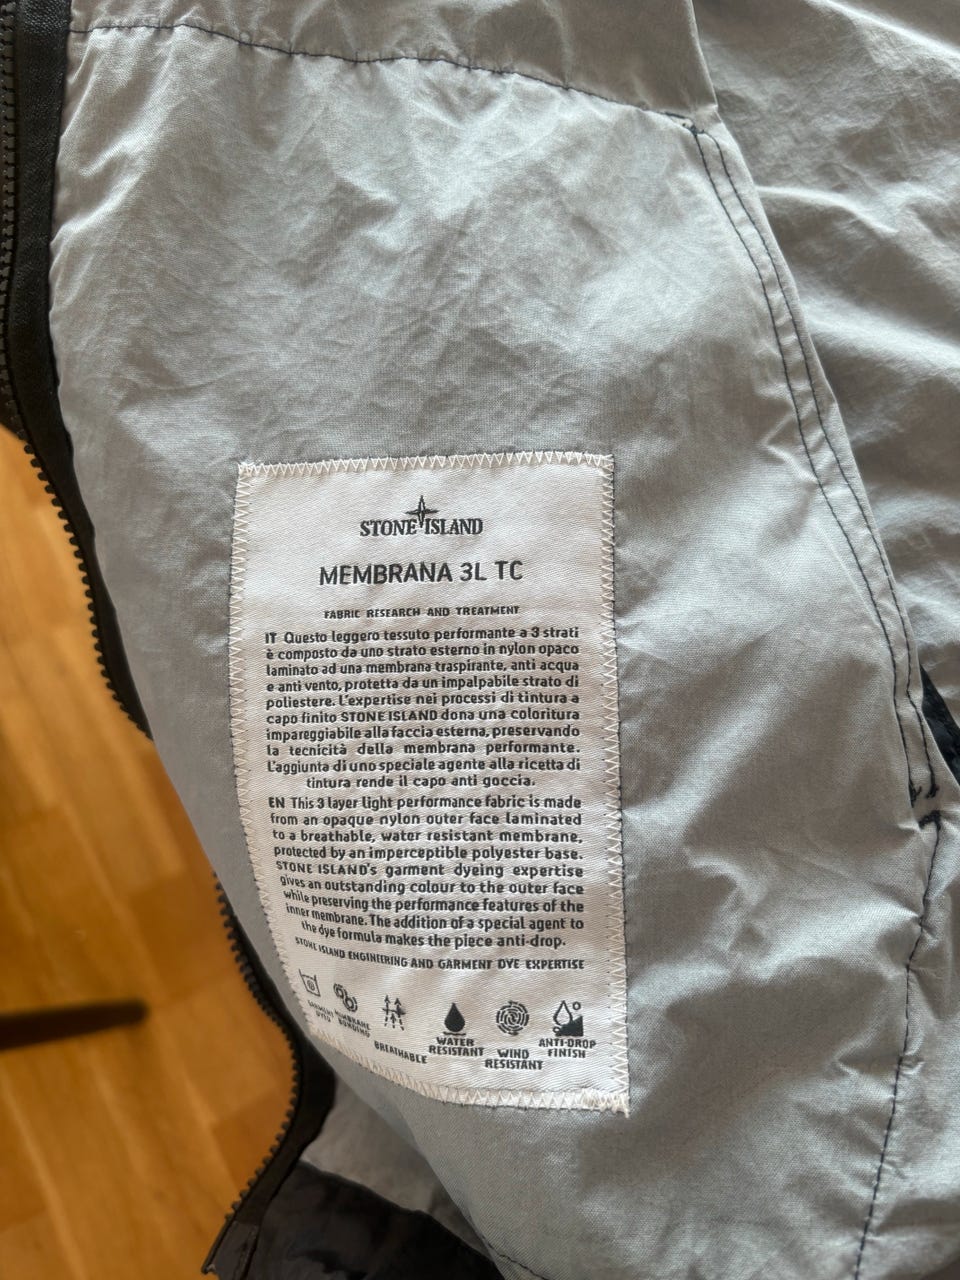 STONE ISLAND
MEMBRANA 3L TC
FABRIC RESEARCH AND TREATMENT
IT Questo leggero tessuto performante a 3 strati
è composto da uno strato esterno in nylon opaco
laminato ad una membrana traspirante, anti acqua
e anti vento, protetta da un impalpabile strato di
poliestere. L'expertise nei processi di tintura a
capo finito STONE ISLAND dona una coloritura
impareggiabile alla faccia esterna, preservando
la tecnicità della membrana performante.
L'aggiunta di uno speciale agente alla ricetta di
tintura rende il capo anti goccia.
EN This 3 layer light performance fabric is made
from an opaque nylon outer face laminated
to a breathable, water resistant membrane,
protected by an imperceptible polyester base.
STONE ISLAND's garment dyeing expertise
gives an outstanding colour to the outer face
while preserving the performance features of the
inner membrane. The addition of a special agent to
the dye formula makes the piece anti-drop.
STONE ISLAND ENGINEERING AND GARMENT DYE EXPERTISE
GARMENT
DYED
MEMBRANE
BONDING
BREATHABLE
WATER
RESISTANT
WIND
RESISTANT
ANTI-DROP
FINISH